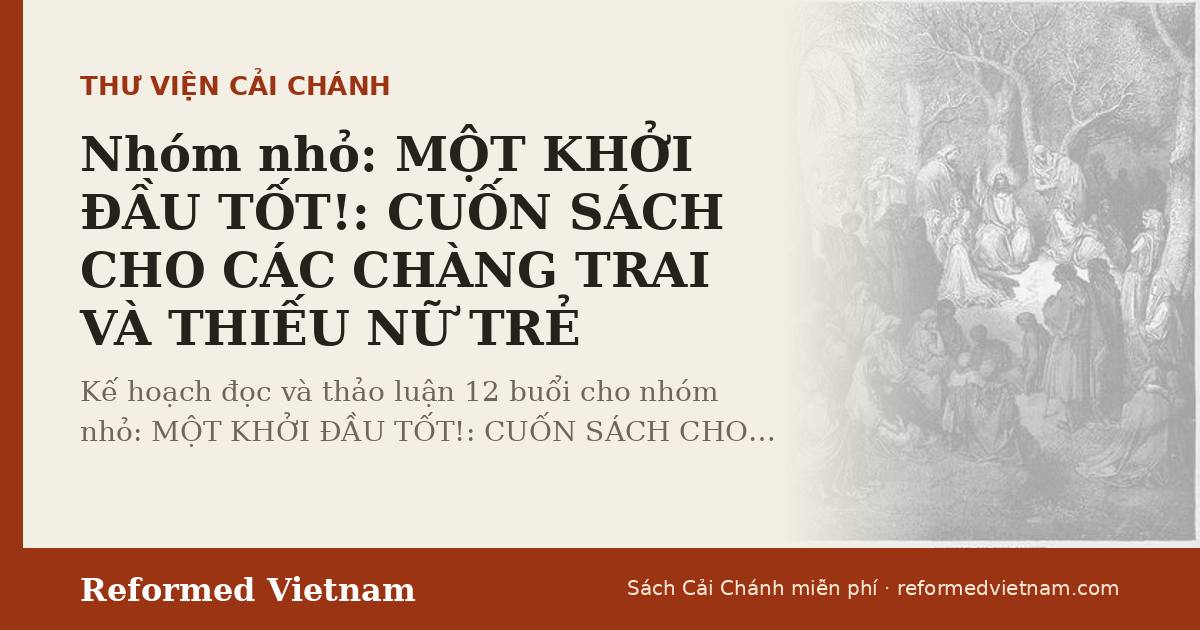 THƯ VIỆN CẢI CHÁNH
Nhóm nhỏ: MỘT KHỞI
ĐẦU TỐT!: CUỐN SÁCH
CHO CÁC CHÀNG TRAI
VÀ THIẾU NỮ TRẺ
Kế hoạch đọc và thảo luận 12 buổi cho nhóm
nhỏ: MỘT KHỞI ĐẦU TỐT!: CUỐN SÁCH CHO...
Reformed Vietnam
Sách Cải Chánh miễn phí · reformedvietnam.com